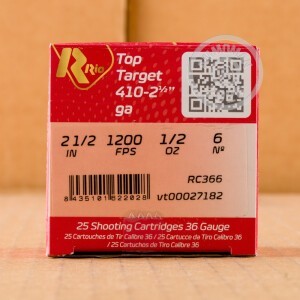 Rio
Top
Target
410-2½"
ga
2 1/2 1200 1/2 6
IN FPS OZ Nº
RC366
8435101822028
vt00027182
25 Shooting Cartridges 36 Gauge
25 Cartouches de Tir Calibre 36 / 25 Cartucce da Tiro Calibro 36
/ 25 Cartuchos de Tiro Calibre 36